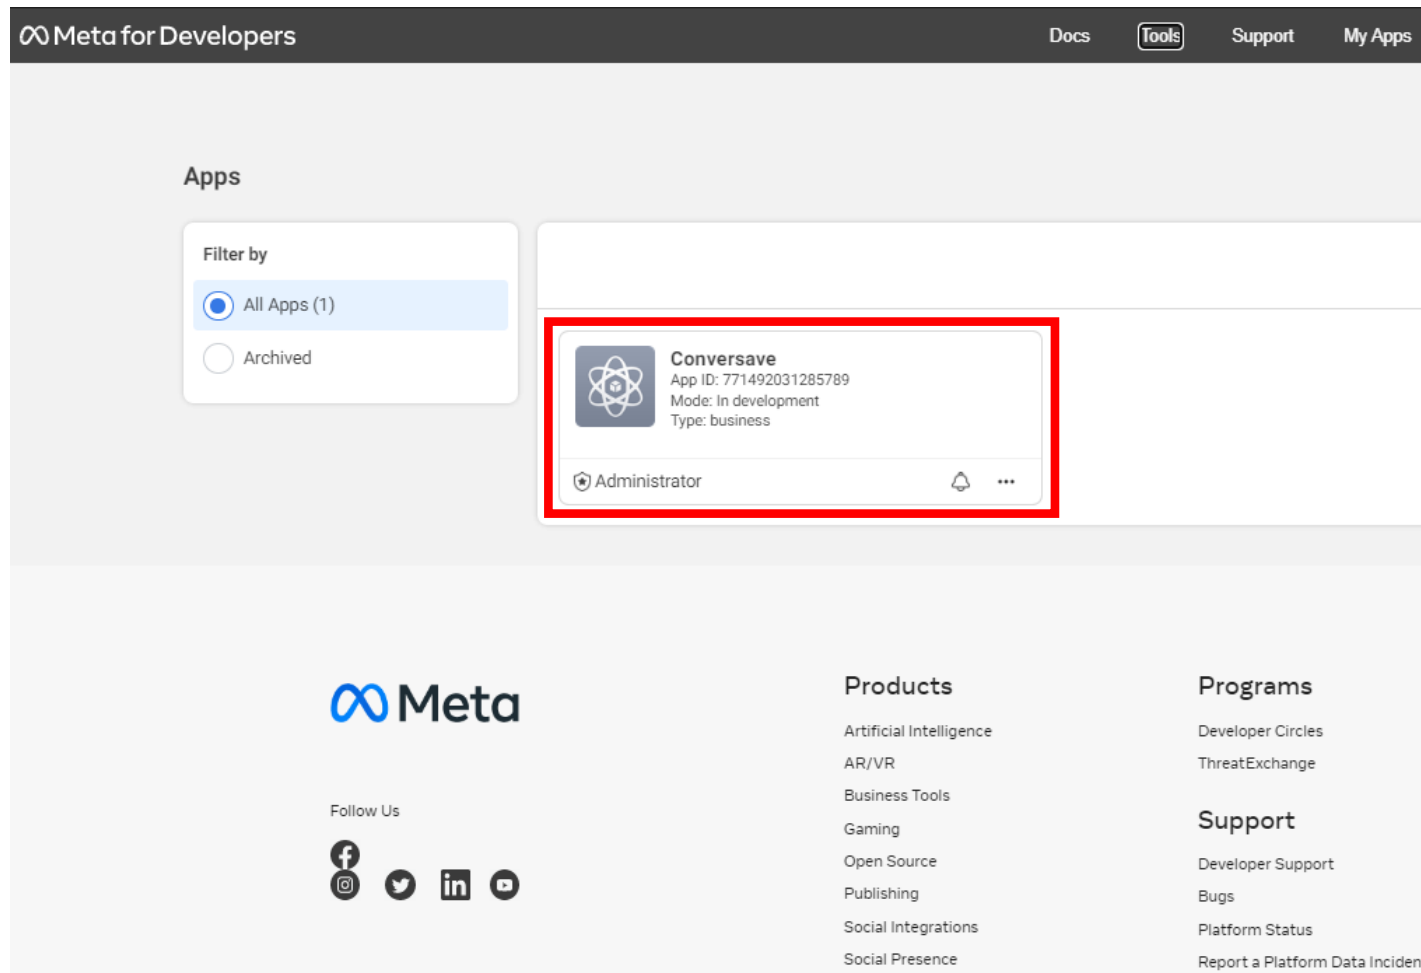 Meta for Developers
Docs
Tools
Support
My Apps
Apps
Filter by
All Apps (1)
Archived
Conversave
App ID: 771492031285789
Mode: In development
Type: business
Administrator
Meta
Follow Us
Products
Artificial Intelligence
AR/VR
Business Tools
Gaming
Open Source
Publishing
Social Integrations
Social Presence
Programs
Developer Circles
ThreatExchange
Support
Developer Support
Bugs
Platform Status
Report a Platform Data Inciden